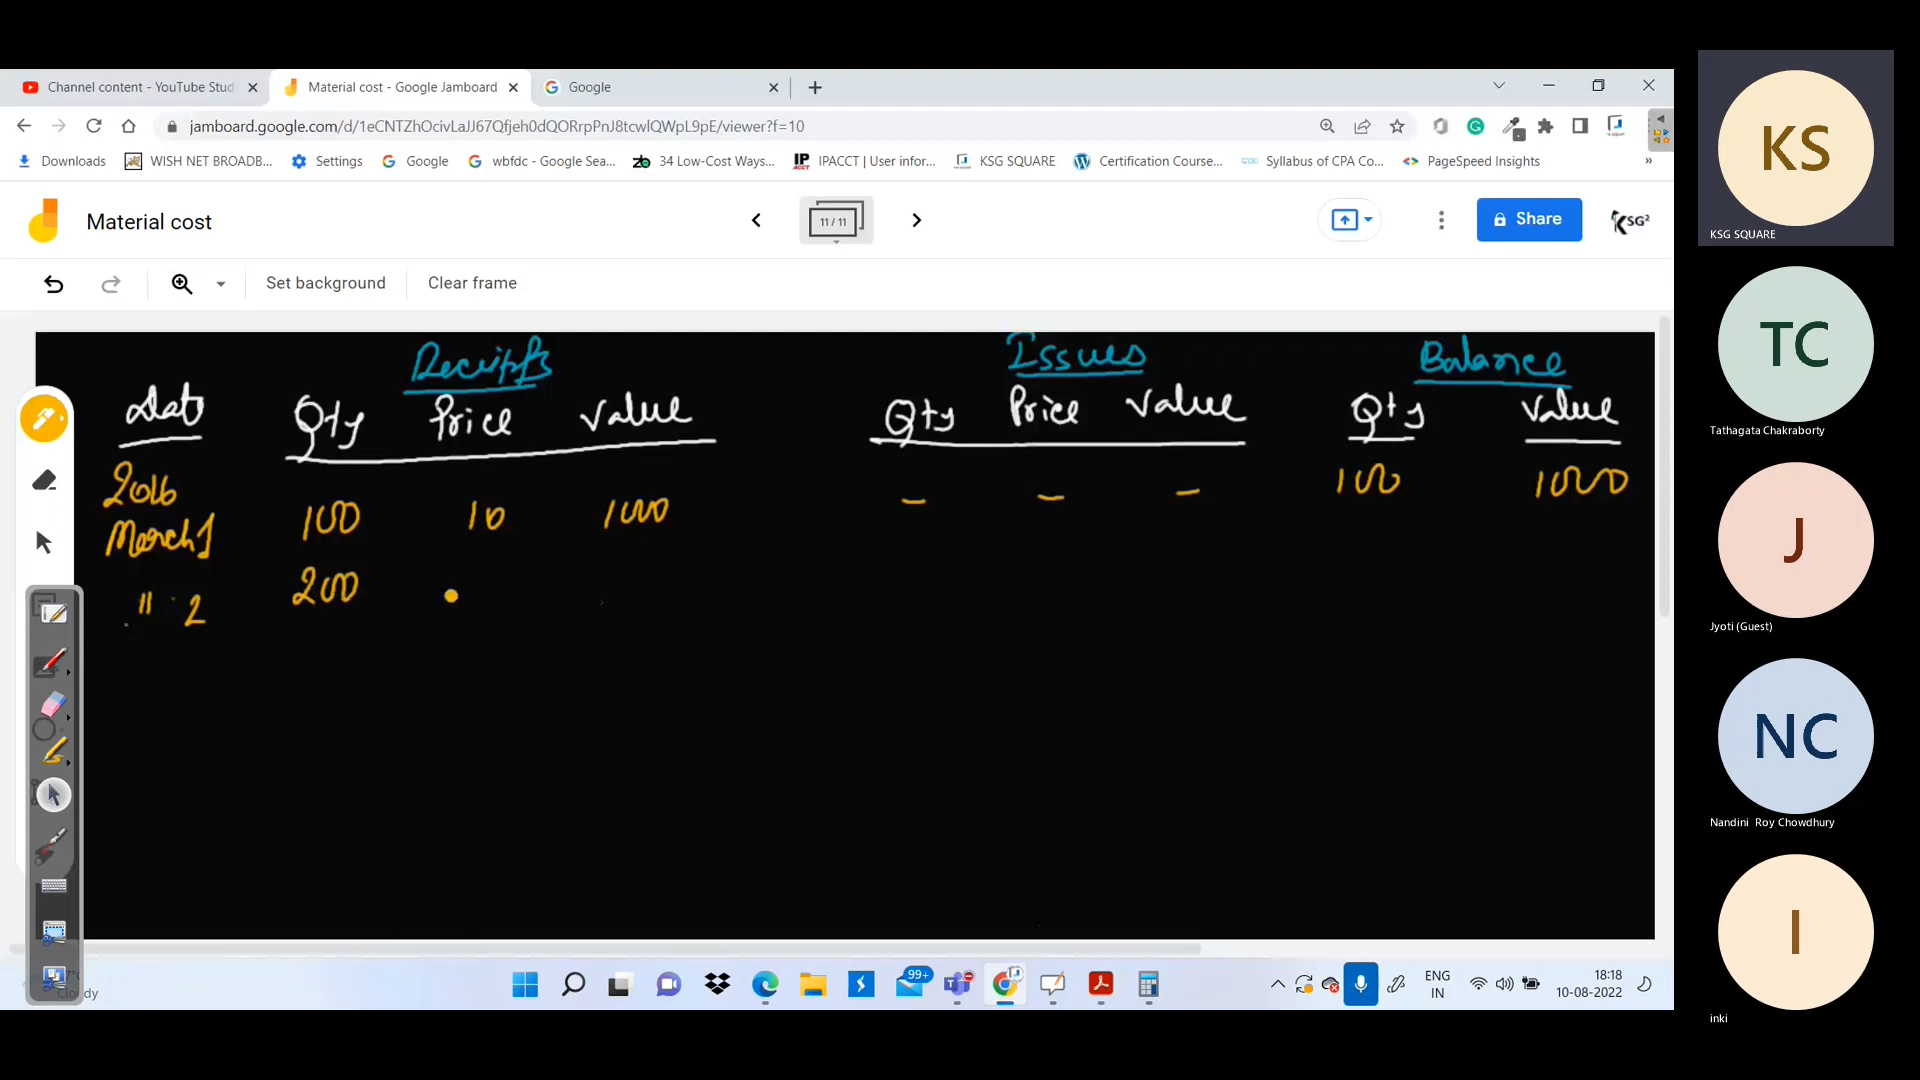 Channel content - YouTube Stud
Material cost - Google Jamboard
Google
jamboard.google.com/d/1eCNTZhOcivLaJJ67Qfjeh0dQORrpPnJ8tcwlQWpL9pE/viewer?f=10
Downloads WISH NET BROADB... Settings Google wbfdc - Google Sea... 34 Low-Cost Ways... IPACCT | User infor... KSG SQUARE Certification Course... Syllabus of CPA Co... PageSpeed Insights »
Material cost
11 / 11
Share
KSG²
Set background Clear frame
Issues Balance
Qty Price Value Qty Price Value Qty Value
2016
March 1 100 10 1000 - - - 100 1000
" 2 200
99+
ENG
IN
18:18
10-08-2022
KS
KSG SQUARE
TC
Tathagata Chakraborty
J
Jyoti (Guest)
NC
Nandini Roy Chowdhury
I
inki